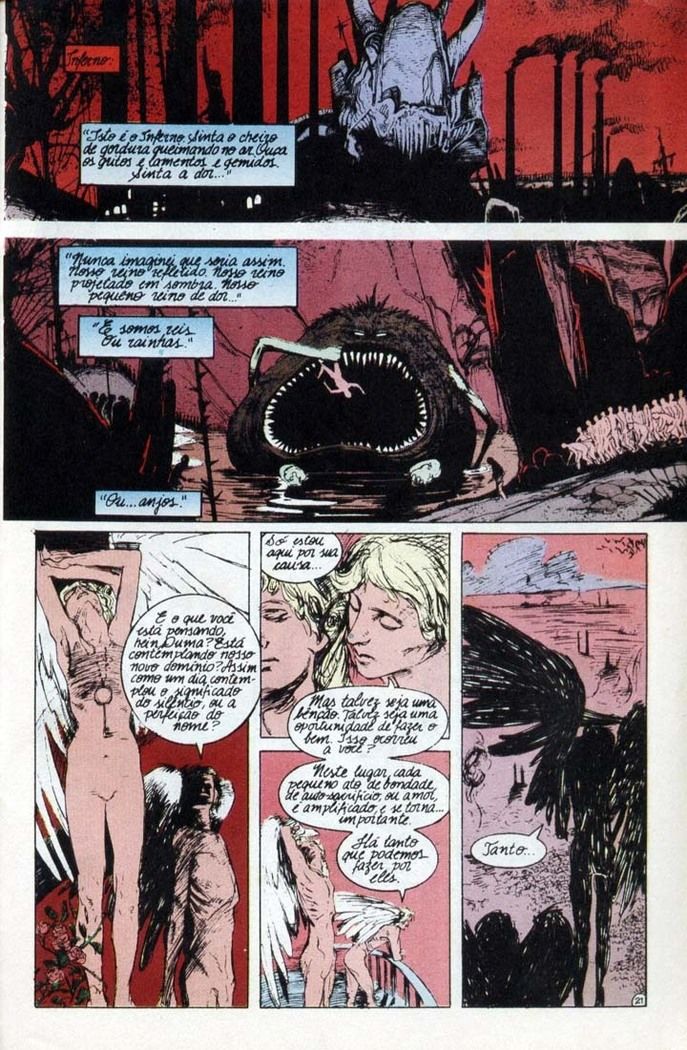 Inferno:
"Isto é o Inferno. Sinta o cheiro
de gordura queimando no ar. Ouça
os gritos e lamentos e gemidos.
Sinta a dor..."
"Nunca imaginei que seria assim.
Nosso reino refletido. Nosso reino
projetado em sombra. Nosso
pequeno reino de dor..."
"E somos reis.
Ou rainhas."
"Ou... anjos."
E o que você
está pensando,
hein, Duma? Está
contemplando nosso
novo domínio? Assim
como um dia contem-
plou o significado
do silêncio, ou a
perfeição do
nome?
Só estou
aqui por sua
causa...
Mas talvez seja uma
benção. Talvez seja uma
oportunidade de fazer o
bem. Isso ocorreu
a você?
Neste lugar, cada
pequeno ato de bondade,
de auto-sacrifício, ou amor,
é amplificado, e se torna...
importante.
Há tanto
que podemos
fazer, por
eles.
Tanto...
21